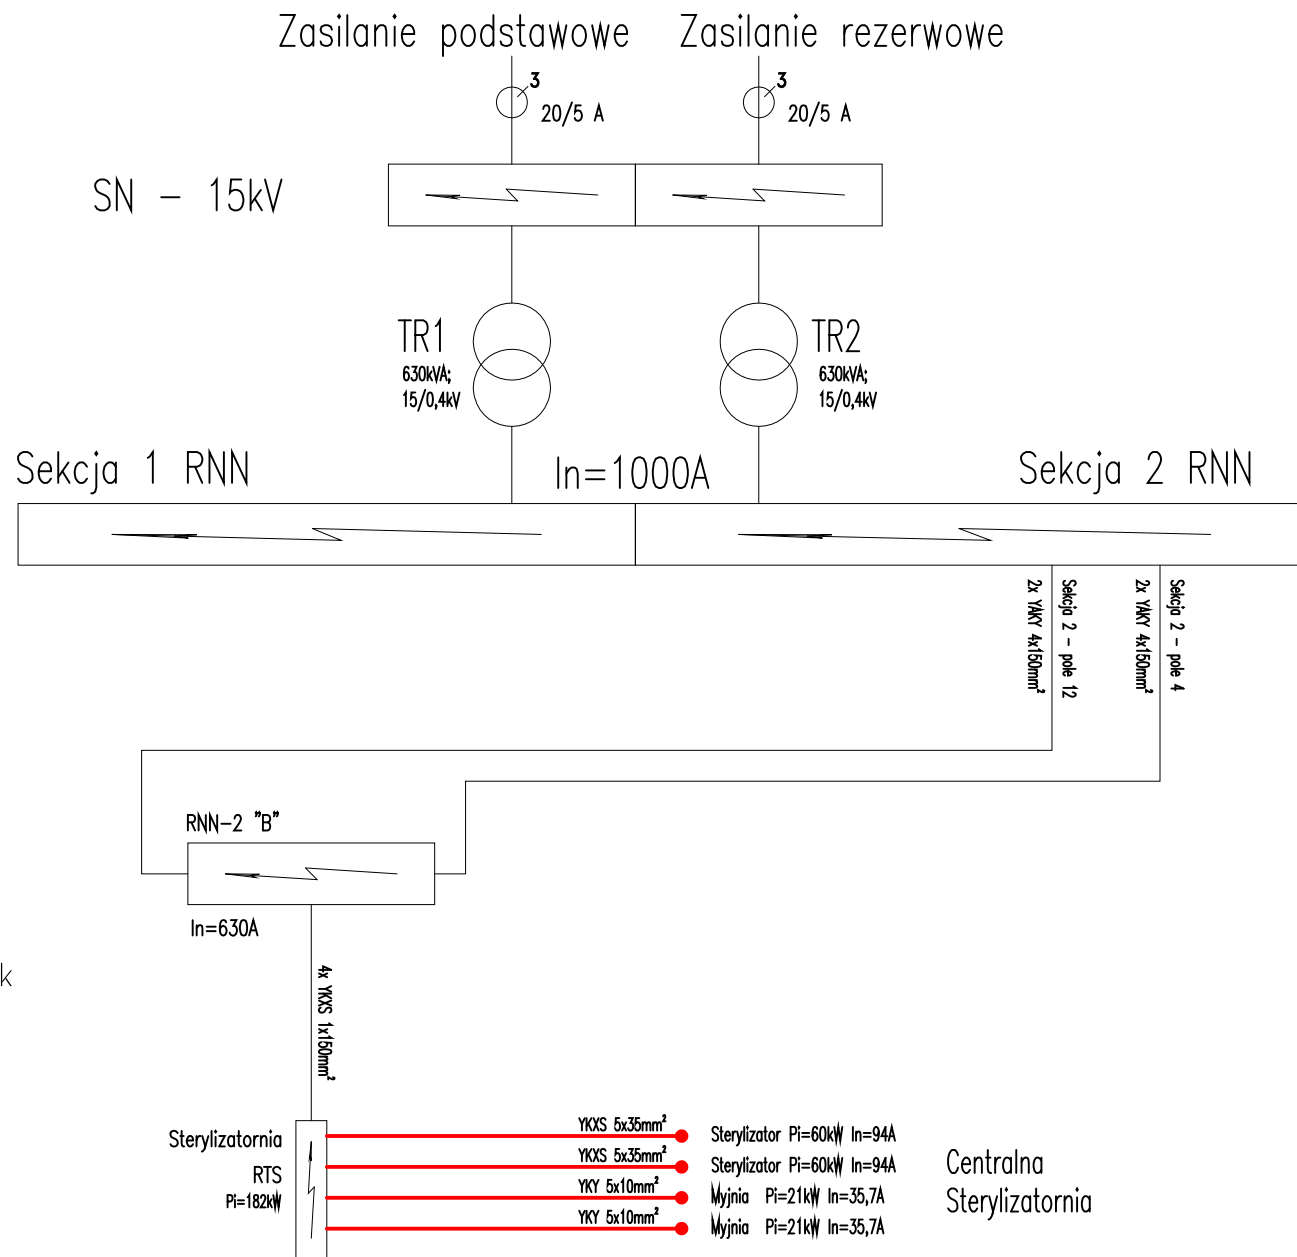 Zasilanie podstawowe
Zasilanie rezerwowe
3
20/5 A
3
20/5 A
SN - 15kV
TR1
630kVA;
15/0,4kV
TR2
630kVA;
15/0,4kV
Sekcja 1 RNN
In=1000A
Sekcja 2 RNN
2x YAKY 4x150mm²
Sekcja 2 - pole 12
2x YAKY 4x150mm²
Sekcja 2 - pole 4
RNN-2 "B"
In=630A
k
4x YKXS 1x150mm²
Sterylizatornia
RTS
Pi=182kW
YKXS 5x35mm²
Sterylizator Pi=60kW In=94A
YKXS 5x35mm²
Sterylizator Pi=60kW In=94A
YKY 5x10mm²
Myjnia Pi=21kW In=35,7A
YKY 5x10mm²
Myjnia Pi=21kW In=35,7A
Centralna
Sterylizatornia